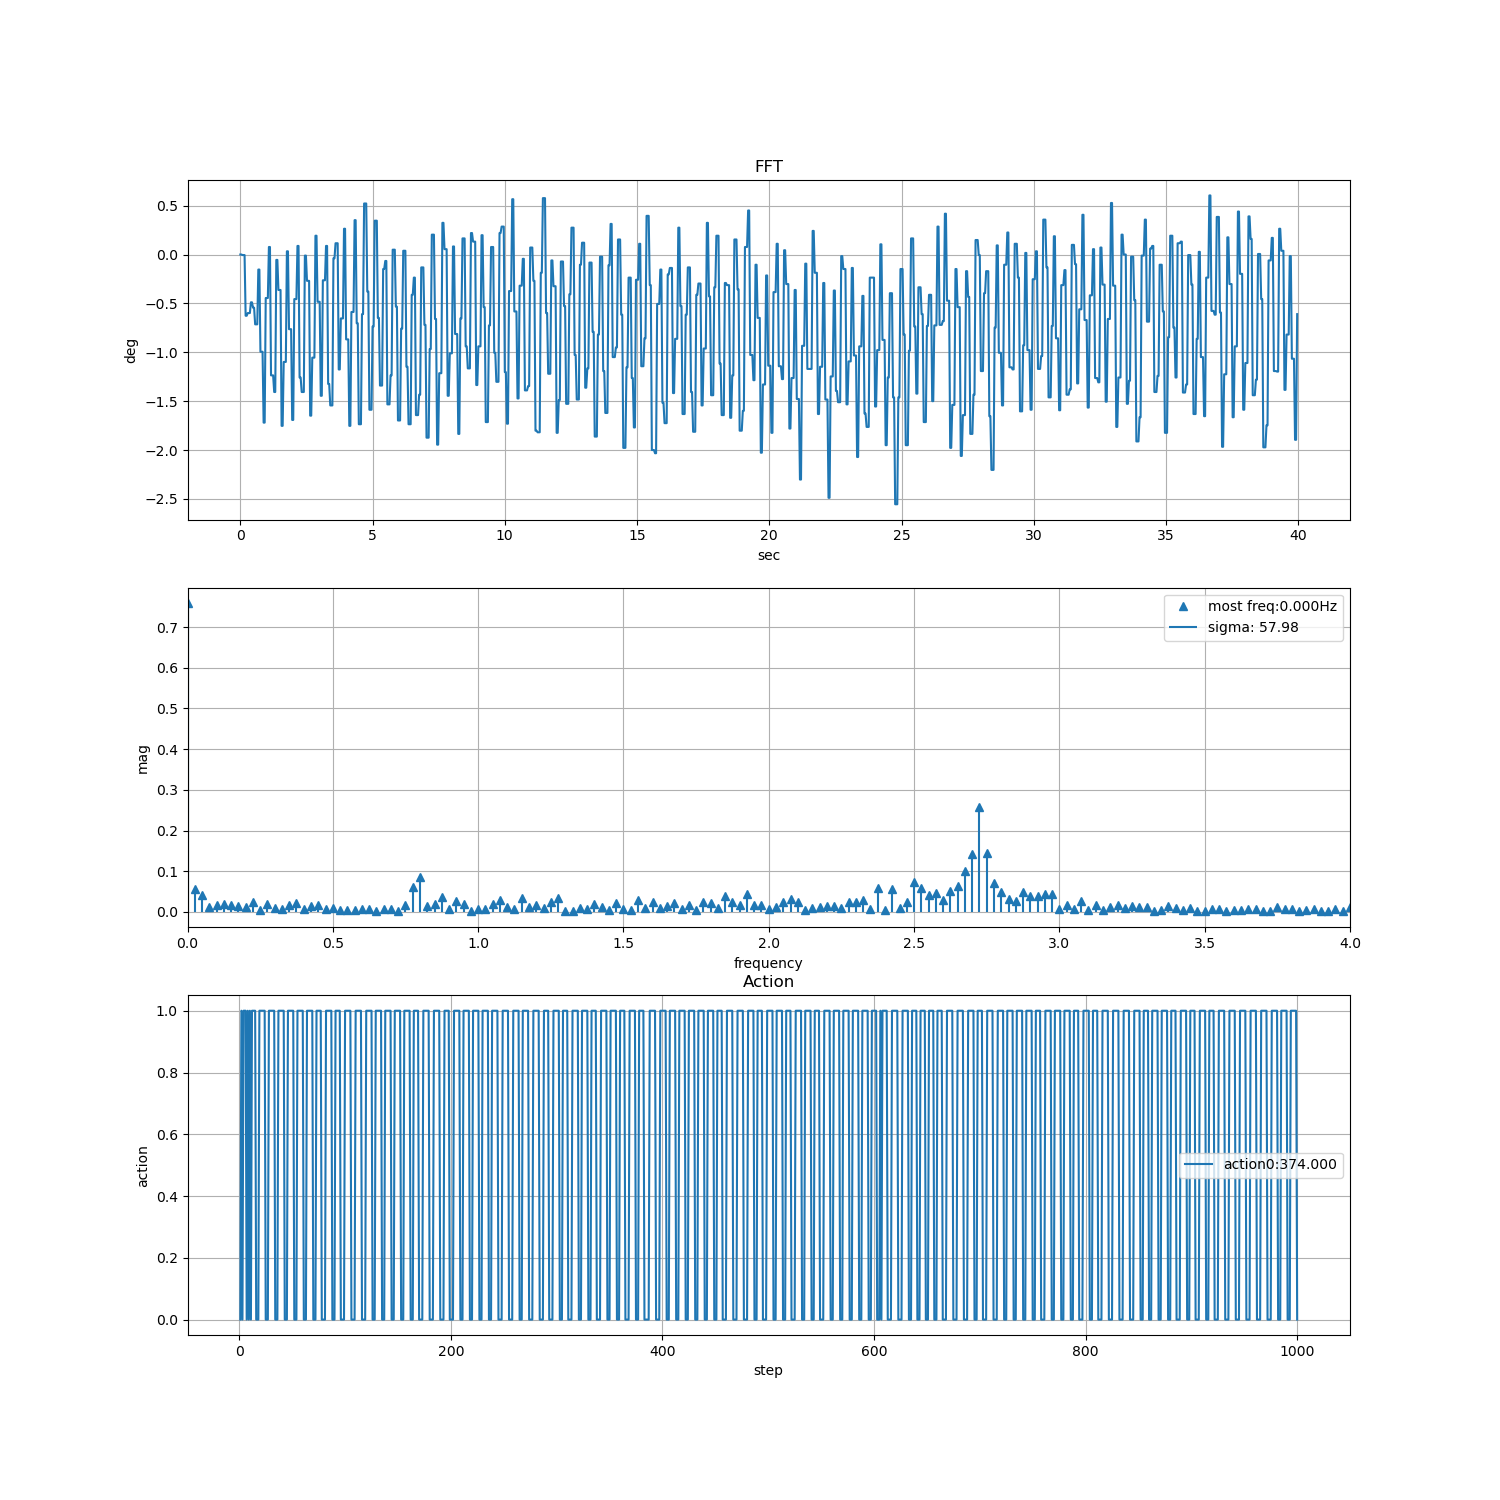 FFT
0.5
0.0
−0.5
−1.0
−1.5
−2.0
−2.5
deg
0 5 10 15 20 25 30 35 40
sec
most freq:0.000Hz
sigma: 57.98
0.7
0.6
0.5
0.4
0.3
0.2
0.1
0.0
mag
0.0 0.5 1.0 1.5 2.0 2.5 3.0 3.5 4.0
frequency
Action
1.0
0.8
0.6
0.4
0.2
0.0
action
action0:374.000
0 200 400 600 800 1000
step